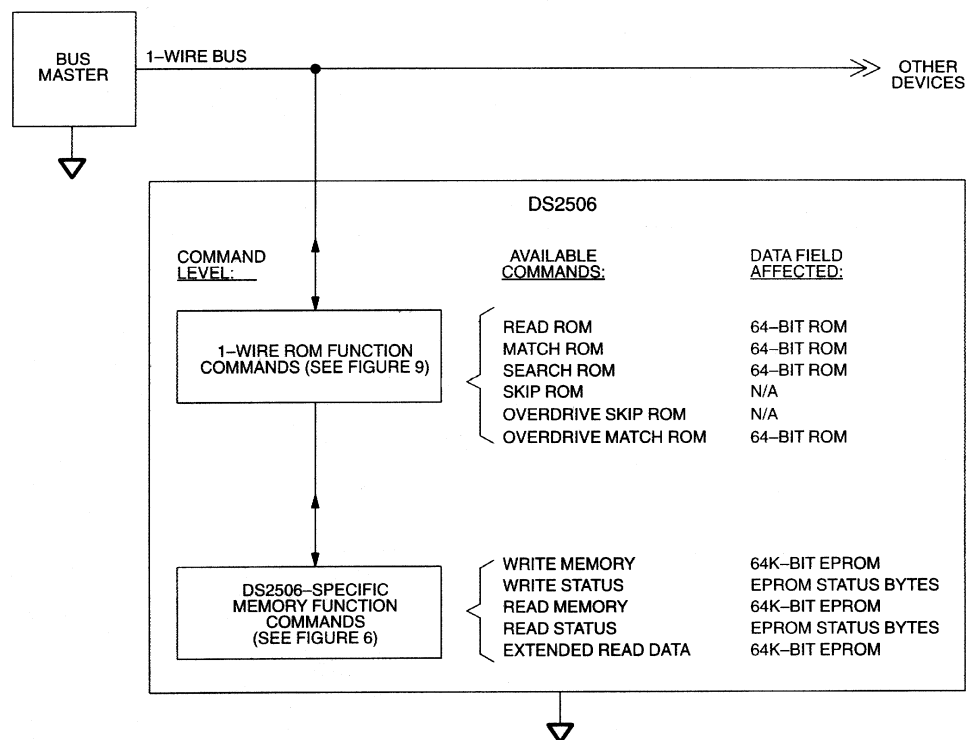 BUS
MASTER
1–WIRE BUS
OTHER
DEVICES
DS2506
COMMAND
LEVEL:
AVAILABLE
COMMANDS:
DATA FIELD
AFFECTED:
1–WIRE ROM FUNCTION
COMMANDS (SEE FIGURE 9)
READ ROM 64–BIT ROM
MATCH ROM 64–BIT ROM
SEARCH ROM 64–BIT ROM
SKIP ROM N/A
OVERDRIVE SKIP ROM N/A
OVERDRIVE MATCH ROM 64–BIT ROM
DS2506–SPECIFIC
MEMORY FUNCTION
COMMANDS
(SEE FIGURE 6)
WRITE MEMORY 64K–BIT EPROM
WRITE STATUS EPROM STATUS BYTES
READ MEMORY 64K–BIT EPROM
READ STATUS EPROM STATUS BYTES
EXTENDED READ DATA 64K–BIT EPROM